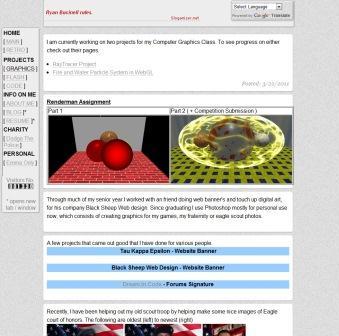 Ryan Bucinell rules.
Sloganizer.net
Select Language
Powered by Google Translate
HOME
[ MAIN ]
[ RETRO ]
PROJECTS
[ GRAPHICS ]
[ FLASH ]
[ CODE ]
INFO ON ME
[ ABOUT ME ]
[ BLOG ]*
[ RESUME ]*
CHARITY
[ Dodge The
Police ]
PERSONAL
[ Emma Only ]
Visitors No.
* opens new
tab / window
I am currently working on two projects for my Computer Graphics Class. To see progress on either
check out their pages.
RayTracer Project
Fire and Water Particle System in WebGL
Posted: 3/22/2011
Renderman Assignment
Part 1
Part 2 ( + Competition Submission )
Through much of my senior year I worked with an friend doing web banner's and touch up digital art,
for his company Black Sheep Web design. Since graduating I use Photoshop mostly for personal use
now, which consists of creating graphics for my games, my fraternity or eagle scout photos.
A few projects that came out good that I have done for various people.
Tau Kappa Epsilon - Website Banner
Black Sheep Web Design - Website Banner
Dream In Code - Forums Signature
Recently, I have been helping out my old scout troop by helping make some nice images of Eagle
court of honors. The following are oldest (left) to newest (right)